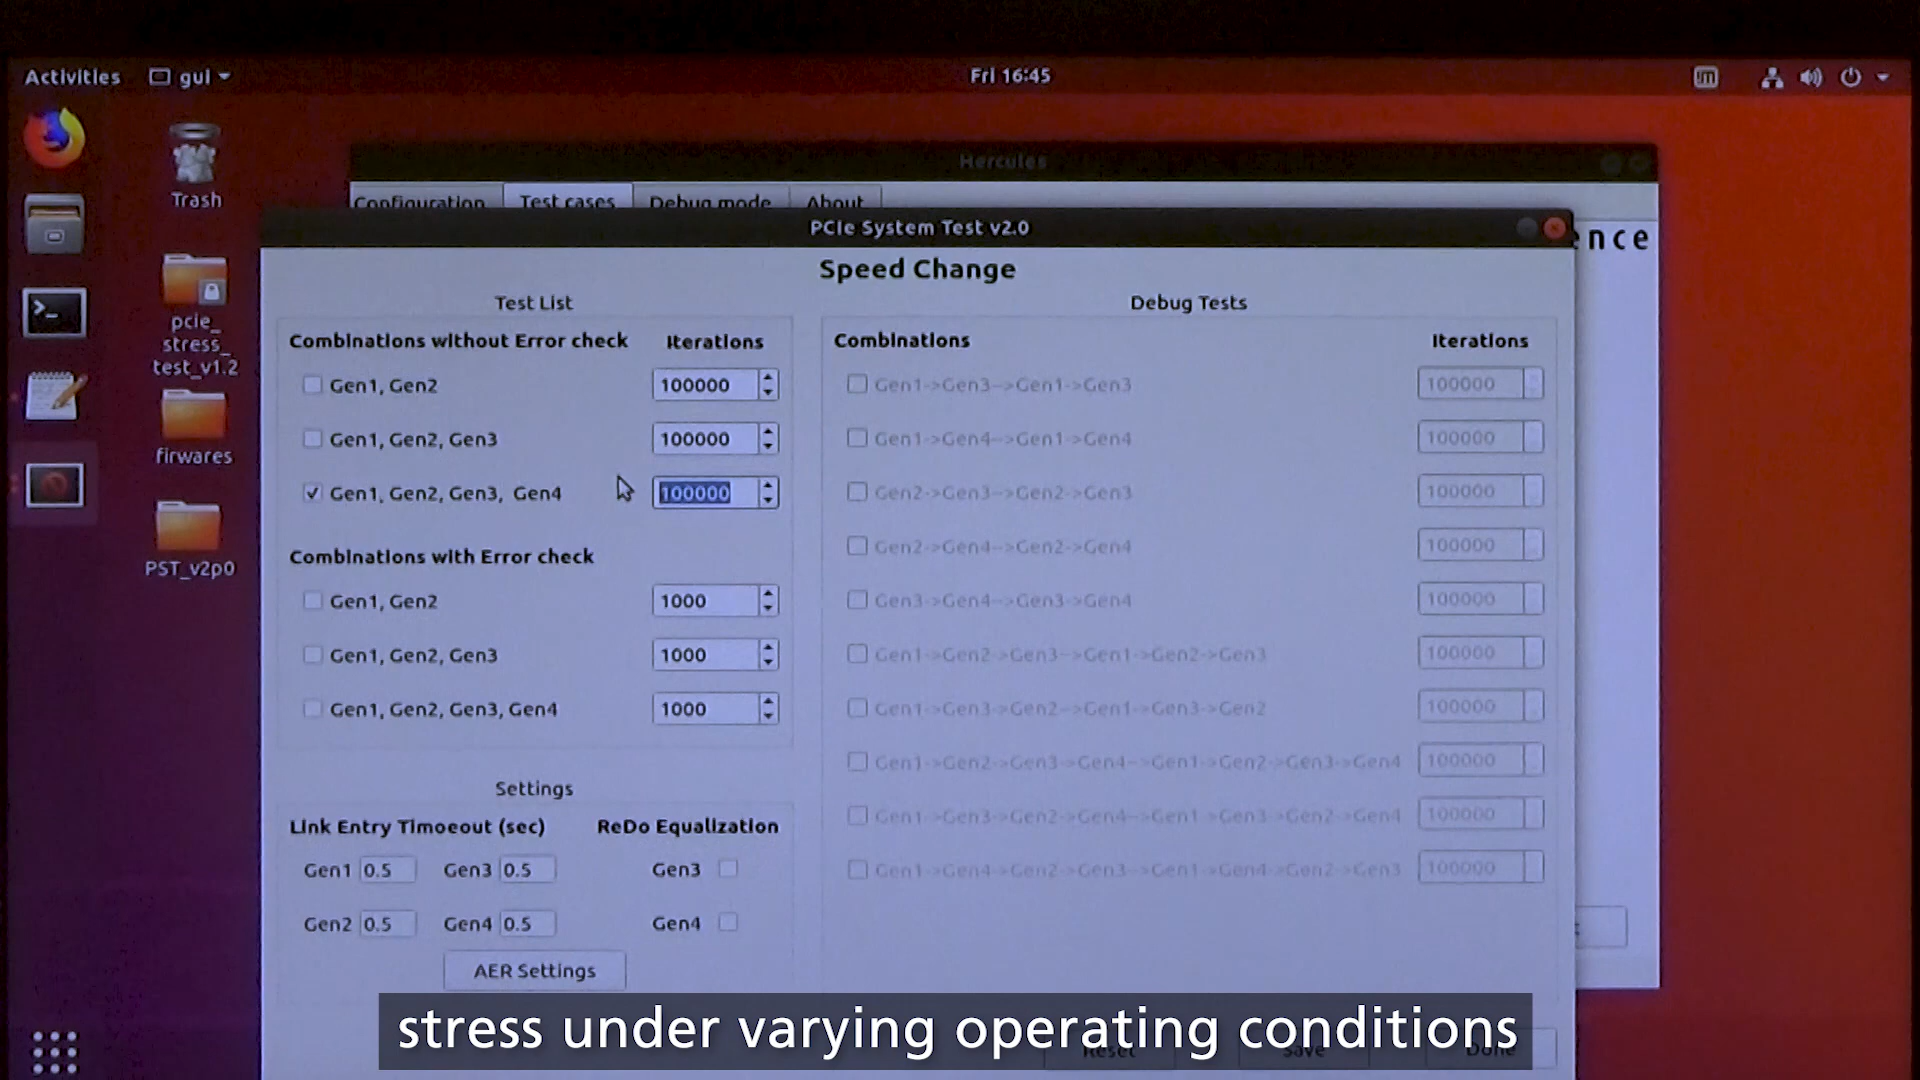 Activities
gui
Fri 16:45
Trash
pcie_
stress_
test_v1.2
firwares
PST_v2p0
Hercules
Configuration
Test cases
Debug mode
About
PCIe System Test v2.0
Speed Change
Test List
Combinations without Error check
Iterations
Gen1, Gen2
100000
Gen1, Gen2, Gen3
100000
Gen1, Gen2, Gen3, Gen4
100000
Combinations with Error check
Gen1, Gen2
1000
Gen1, Gen2, Gen3
1000
Gen1, Gen2, Gen3, Gen4
1000
Settings
Link Entry Timoeout (sec)
ReDo Equalization
Gen1 0.5
Gen3 0.5
Gen3
Gen2 0.5
Gen4 0.5
Gen4
AER Settings
Debug Tests
Combinations
Iterations
Gen1->Gen3-->Gen1->Gen3
100000
Gen1->Gen4-->Gen1->Gen4
100000
Gen2->Gen3-->Gen2->Gen3
100000
Gen2->Gen4-->Gen2->Gen4
100000
Gen3->Gen4-->Gen3->Gen4
100000
Gen1->Gen2->Gen3-->Gen1->Gen2->Gen3
100000
Gen1->Gen3->Gen2-->Gen1->Gen3->Gen2
100000
Gen1->Gen2->Gen3->Gen4-->Gen1->Gen2->Gen3->Gen4
100000
Gen1->Gen3->Gen2->Gen4-->Gen1->Gen3->Gen2->Gen4
100000
Gen1->Gen4->Gen2->Gen3-->Gen1->Gen4->Gen2->Gen3
100000
Reset
Save
Done
stress under varying operating conditions